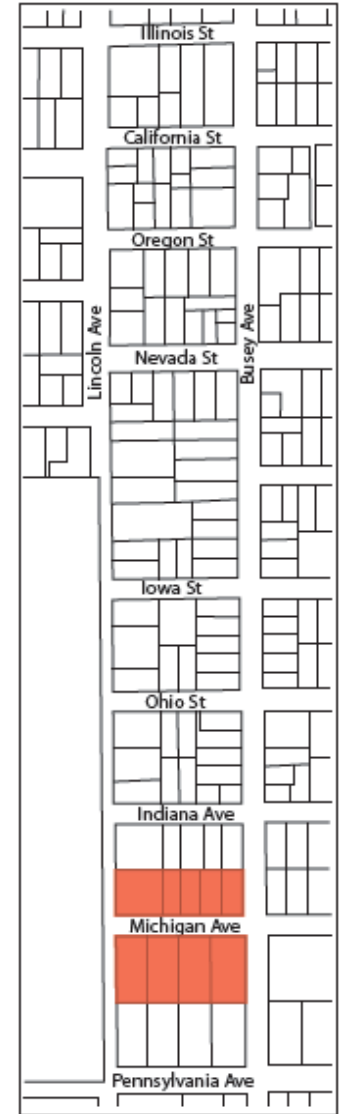 Illinois St
California St
Oregon St
Lincoln Ave
Busey Ave
Nevada St
Iowa St
Ohio St
Indiana Ave
Michigan Ave
Pennsylvania Ave